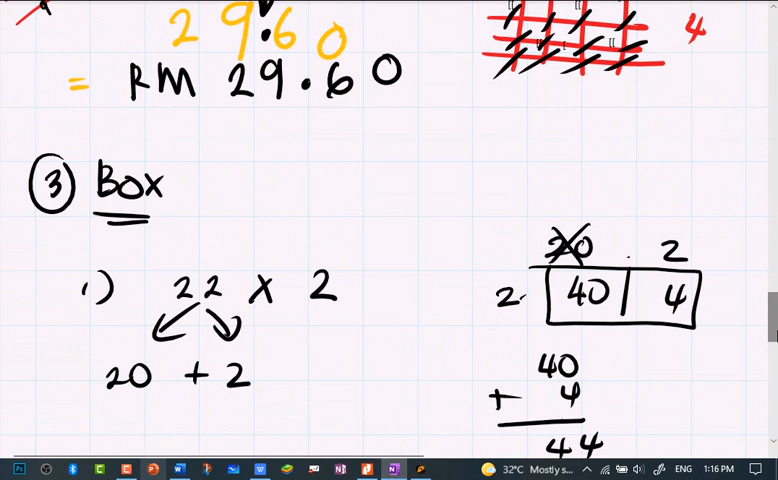 29.60
4
= RM 29.60
3 Box
20 2
1) 22 x 2
2 40 4
20 + 2
40
+ 4
44
32°C Mostly s...
ENG 1:16 PM